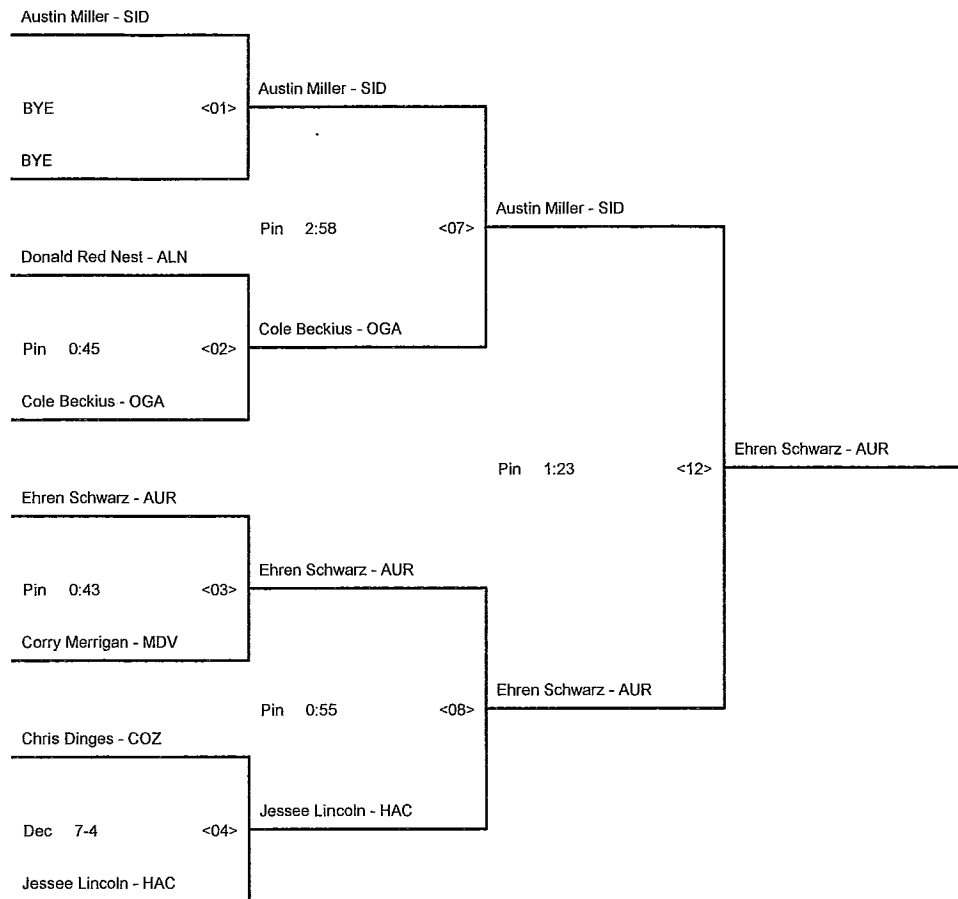 Austin Miller - SID
Austin Miller - SID
BYE <01>
BYE
Austin Miller - SID
Pin 2:58 <07>
Donald Red Nest - ALN
Cole Beckius - OGA
Pin 0:45 <02>
Cole Beckius - OGA
Ehren Schwarz - AUR
Pin 1:23 <12>
Ehren Schwarz - AUR
Ehren Schwarz - AUR
Pin 0:43 <03>
Corry Merrigan - MDV
Ehren Schwarz - AUR
Pin 0:55 <08>
Chris Dinges - COZ
Jessee Lincoln - HAC
Dec 7-4 <04>
Jessee Lincoln - HAC